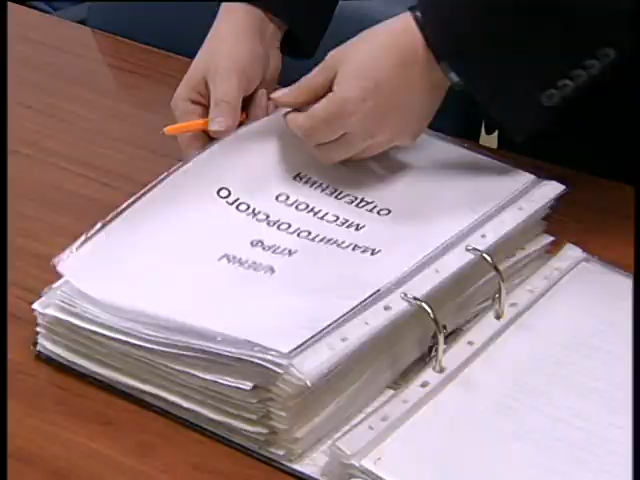 ЧЛЕНЫ
КПРФ
МАГНИТОГОРСКОГО
МЕСТНОГО
ОТДЕЛЕНИЯ